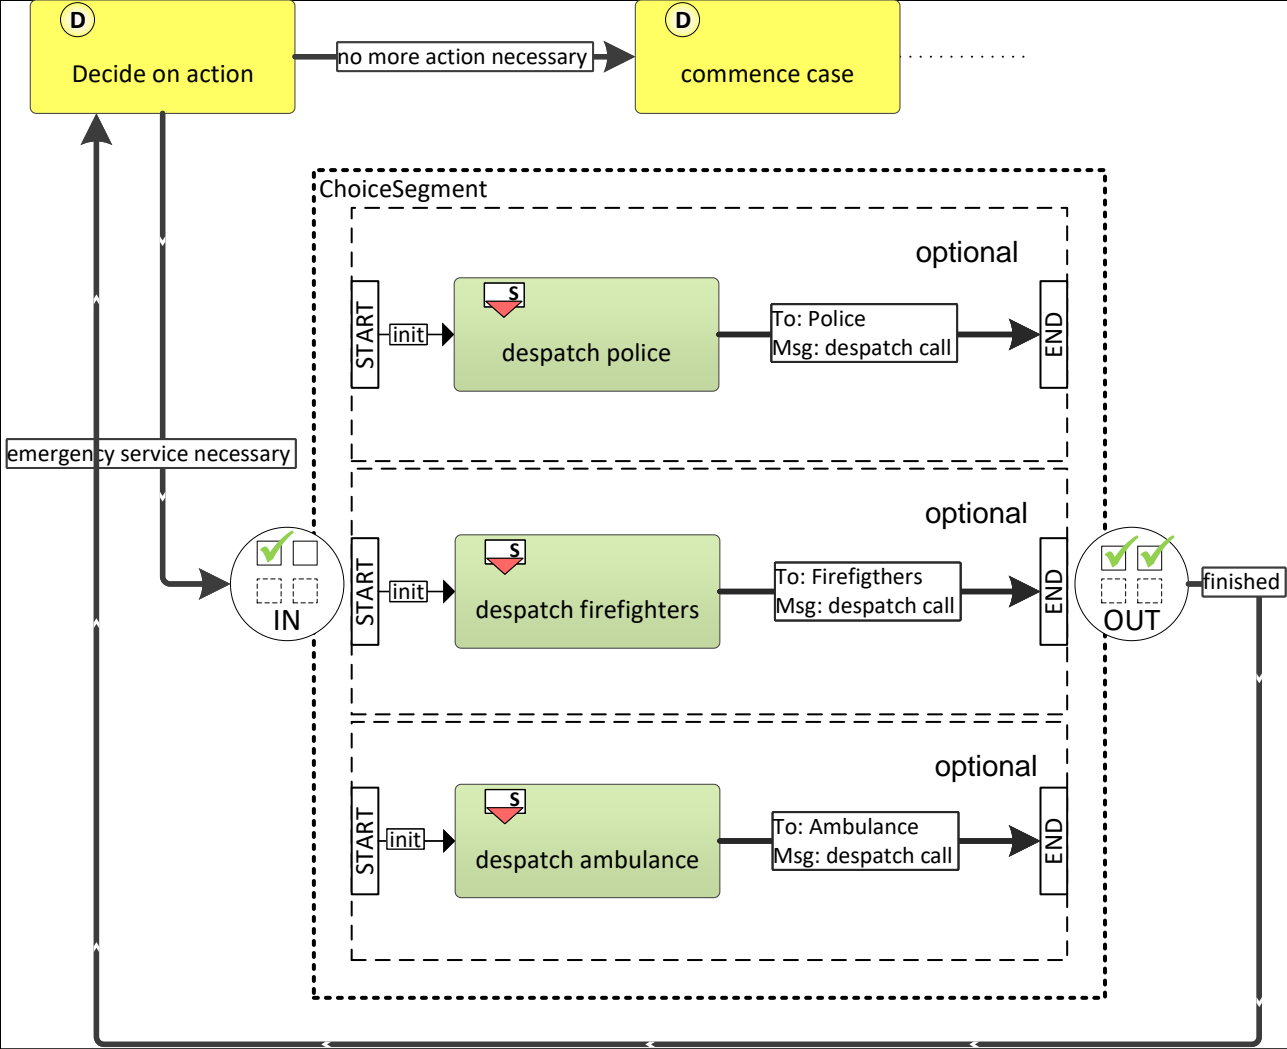 D
Decide on action
no more action necessary
D
commence case
ChoiceSegment
optional
START
init
S
despatch police
To: Police
Msg: despatch call
END
emergency service necessary
IN
optional
START
init
S
despatch firefighters
To: Firefigthers
Msg: despatch call
END
OUT
finished
optional
START
init
S
despatch ambulance
To: Ambulance
Msg: despatch call
END